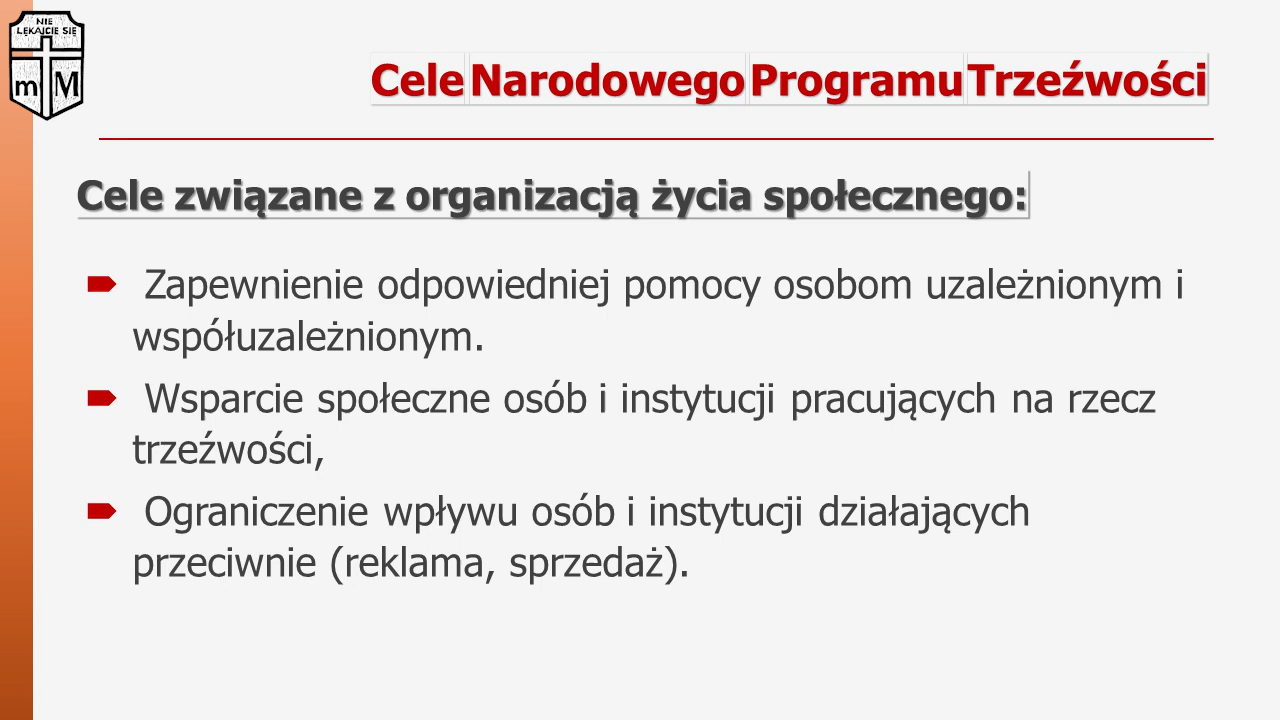 NIE
LĘKAJCIE SIĘ
m M
Cele Narodowego Programu Trzeźwości
Cele związane z organizacją życia społecznego:
Zapewnienie odpowiedniej pomocy osobom uzależnionym i
współuzależnionym.
Wsparcie społeczne osób i instytucji pracujących na rzecz
trzeźwości,
Ograniczenie wpływu osób i instytucji działających
przeciwnie (reklama, sprzedaż).